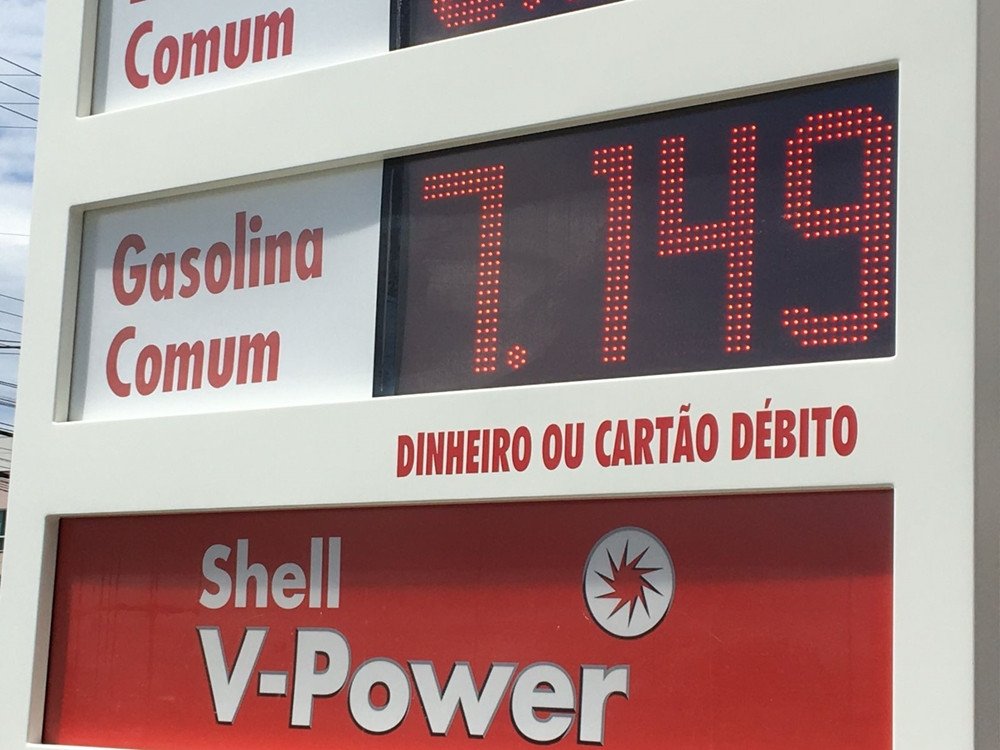 Comum
Gasolina
Comum
7.149
DINHEIRO OU CARTÃO DÉBITO
Shell
V-Power